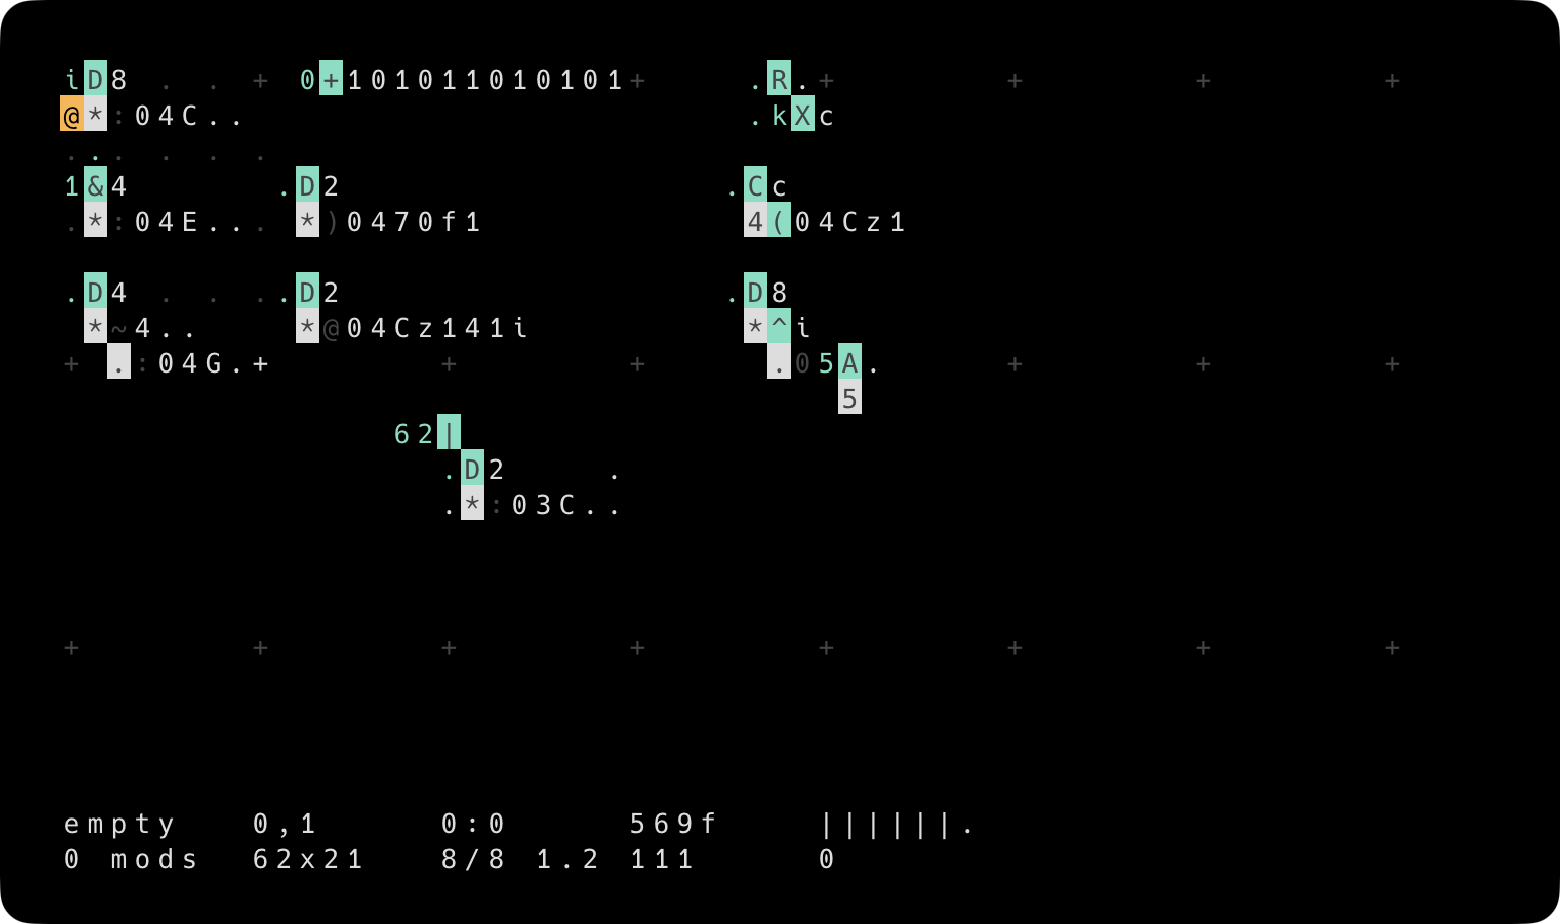 iD8 . . + 0+101011010101+ .R.+ + + +
@*:04C.. .kXc
... . . .
1&4 .D2 .Cc
.*:04E... *)0470f1 4(04Cz1
.D4 . . ..D2 .D8
*~4.. *@04Cz141i *^i
+ .:04G.+ + + .05A. + + +
5
62|
.D2 .
.*:03C..
+ + + + + + + +
empty 0,1 0:0 569f ||||||.
0 mods 62x21 8/8 1.2 111 0